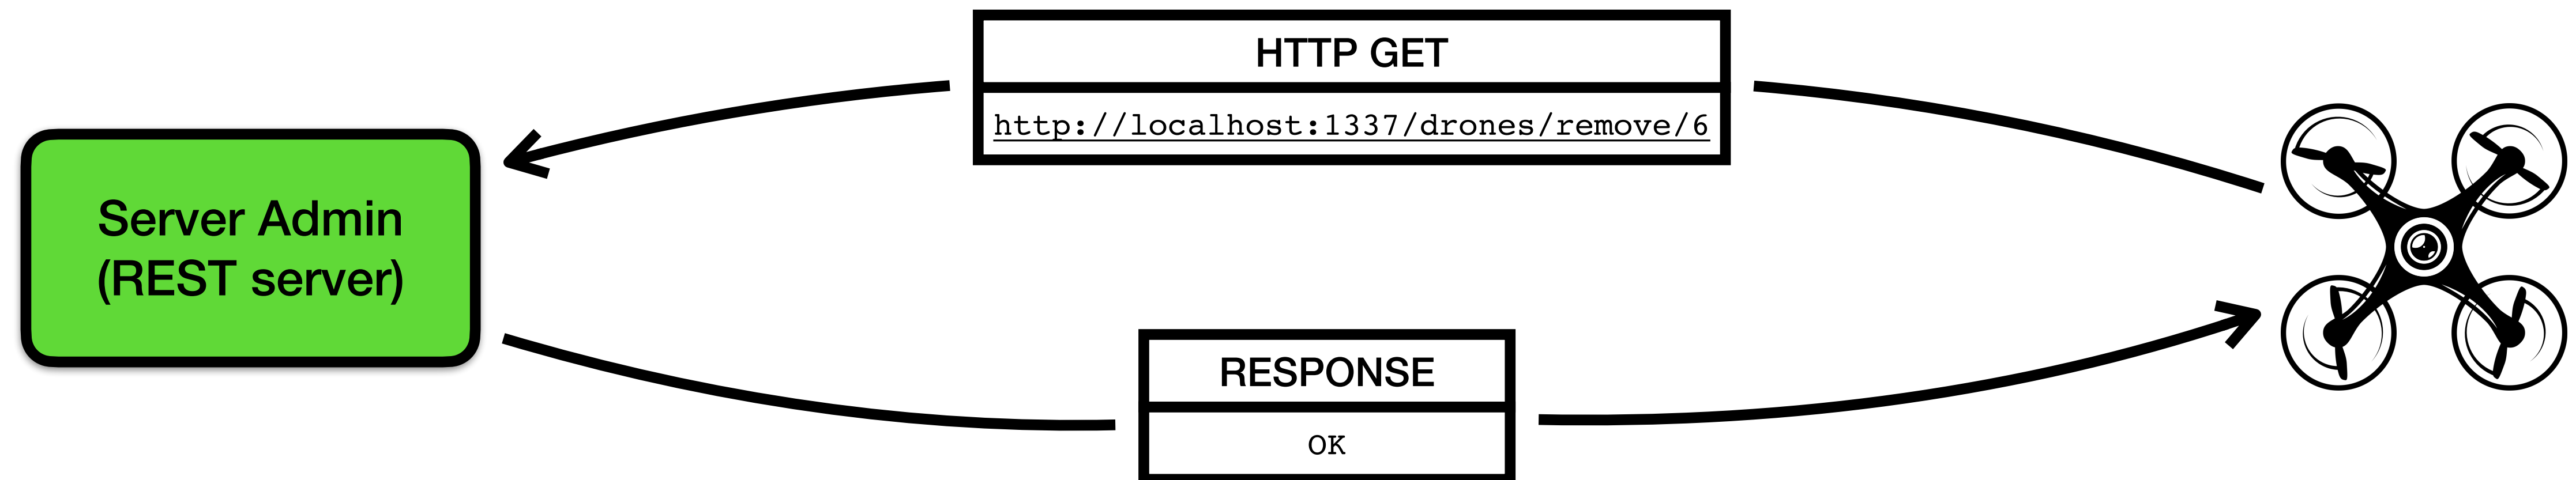 HTTP GET
http://localhost:1337/drones/remove/6
Server Admin
(REST server)
RESPONSE
OK